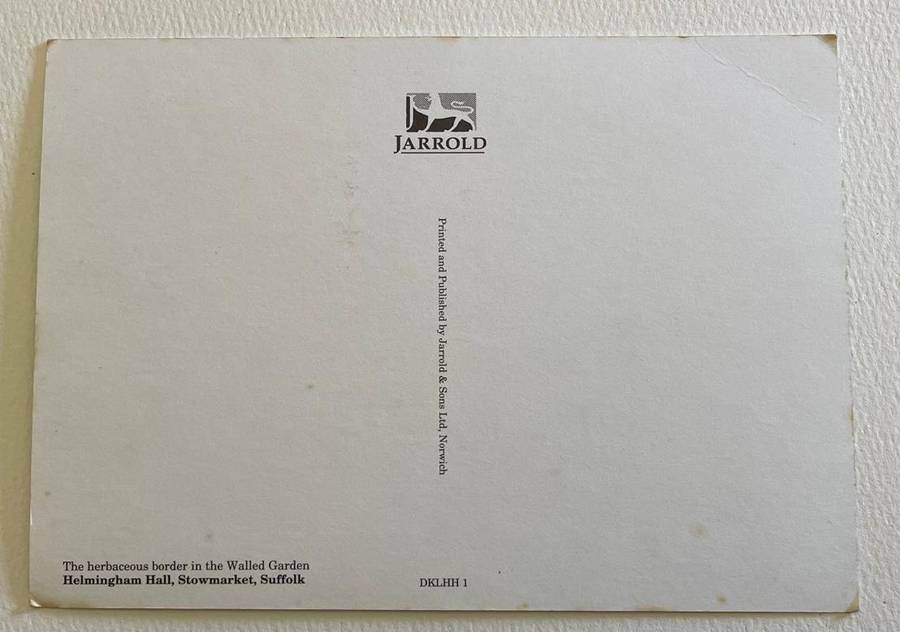 JARROLD
Printed and Published by Jarrold & Sons Ltd, Norwich
The herbaceous border in the Walled Garden
Helmingham Hall, Stowmarket, Suffolk
DKLHH 1